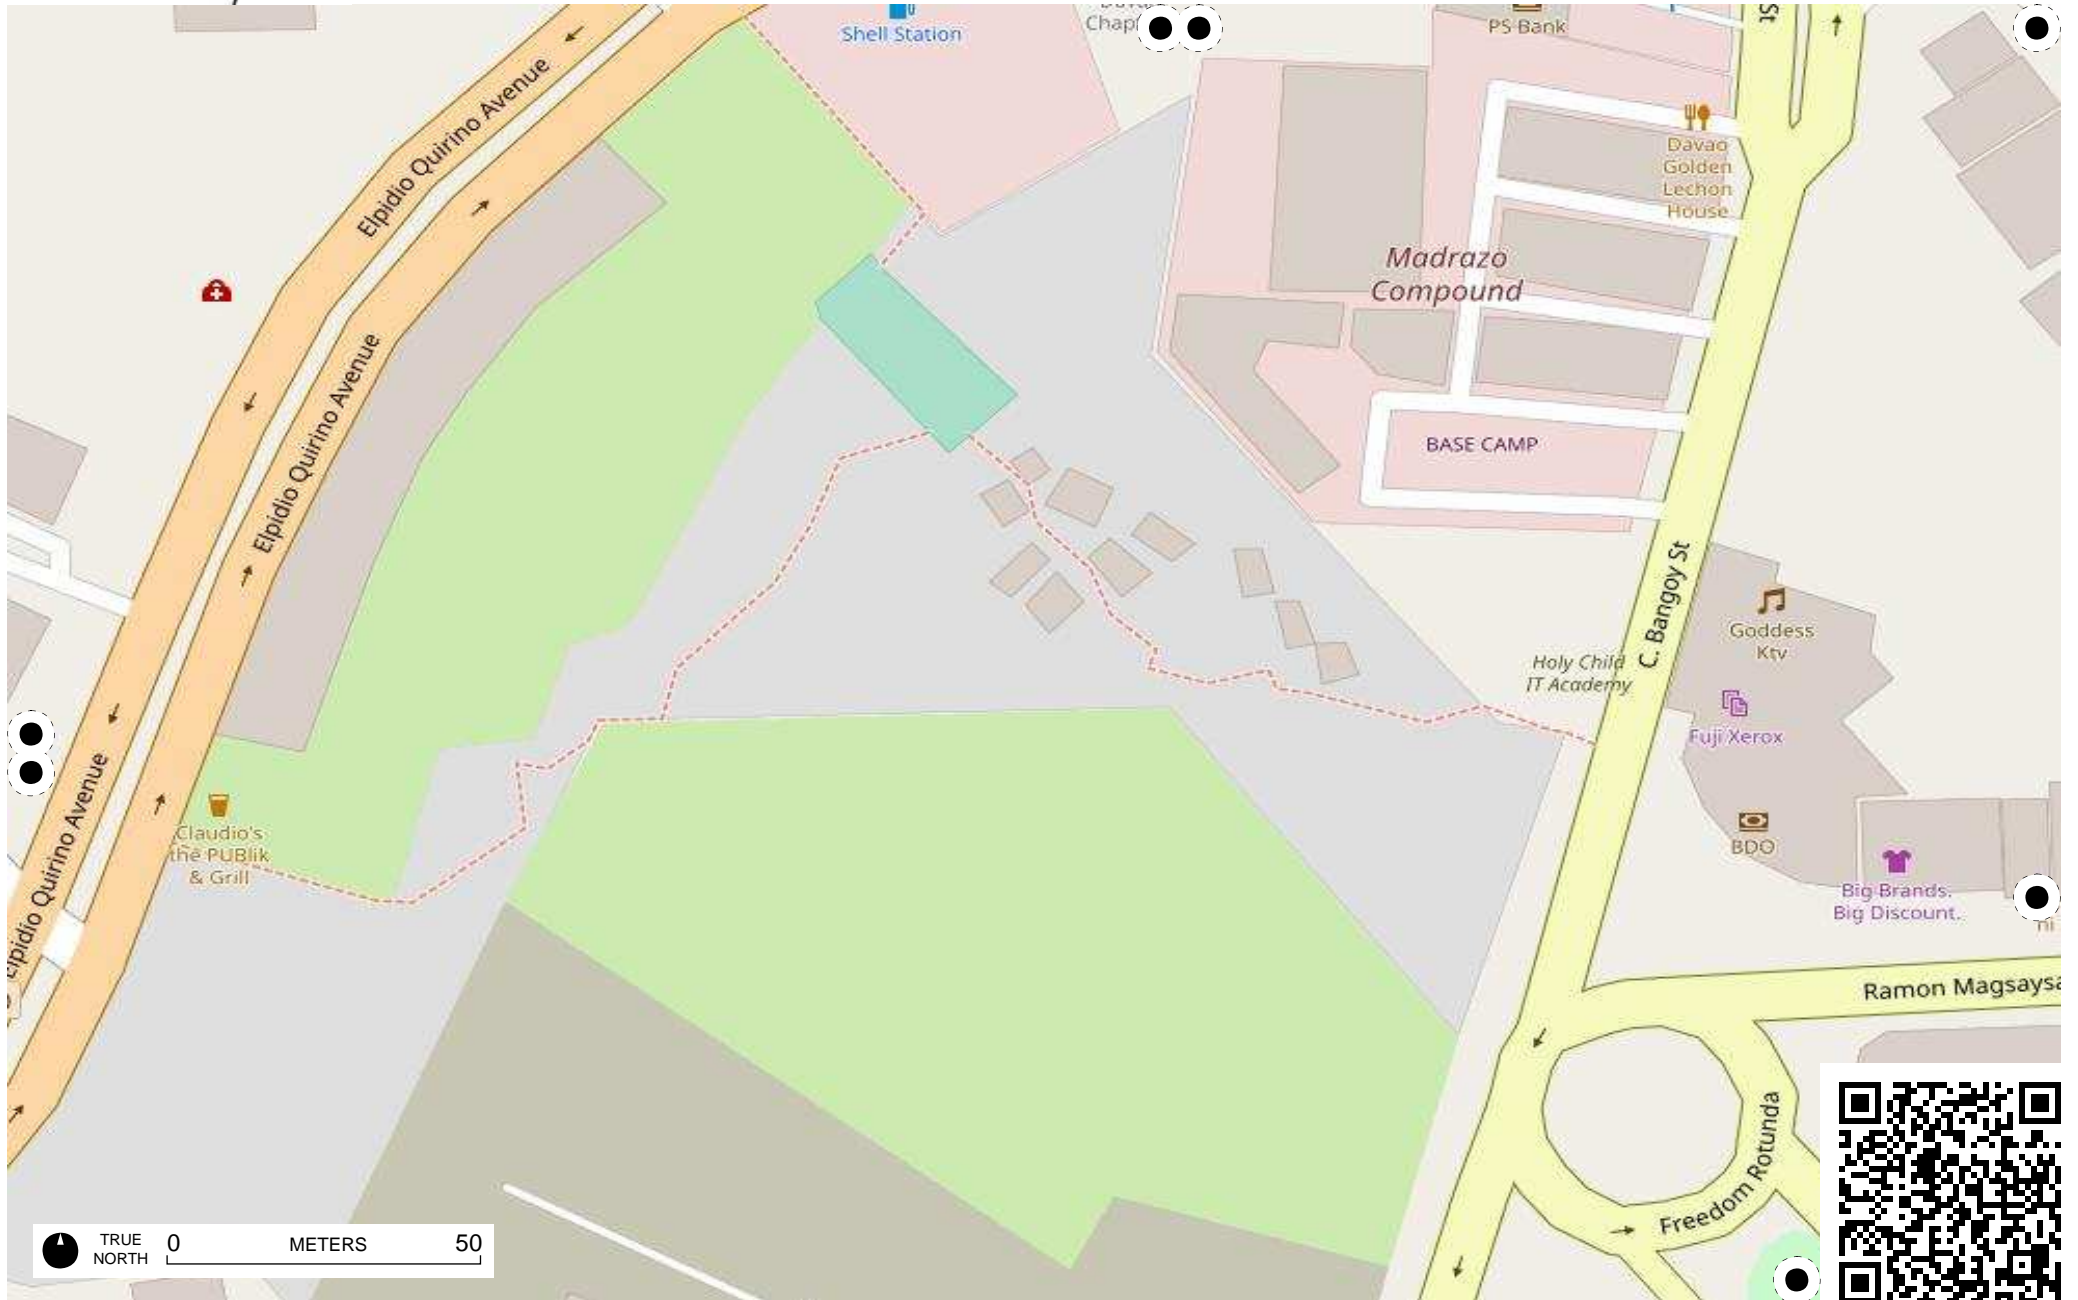 Shell Station
PS Bank
St
Elpidio Quirino Avenue
Davao
Golden
Lechon
House
Madrazo
Compound
Elpidio Quirino Avenue
BASE CAMP
C. Bangoy St
Goddess
Ktv
Holy Child
IT Academy
Fuji Xerox
Elpidio Quirino Avenue
Claudio's
the PUBlik
& Grill
BDO
Big Brands.
Big Discount.
Ramon Magsaysa
Freedom Rotunda
TRUE
NORTH
0 METERS 50